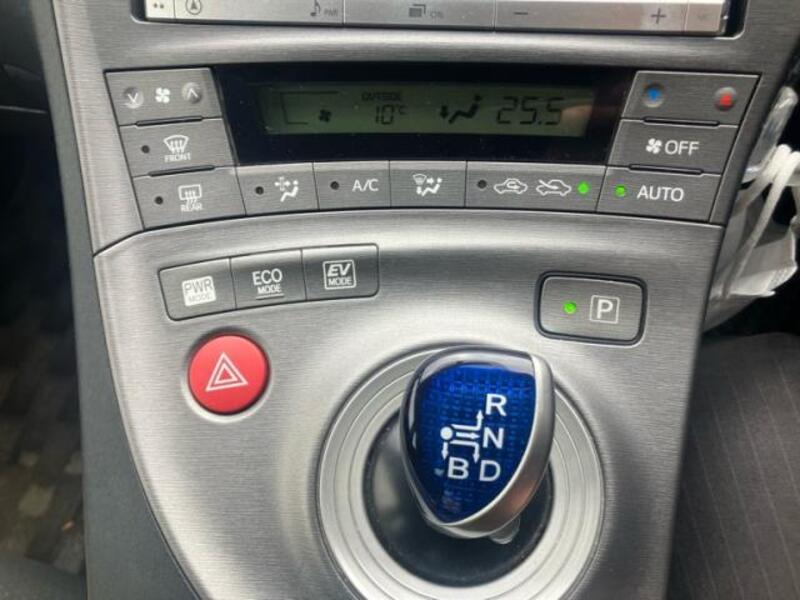 OUTSIDE
10°C 25.5
FRONT
OFF
REAR
A/C
AUTO
PWR
MODE
ECO
MODE
EV
MODE
P
R
N
B D